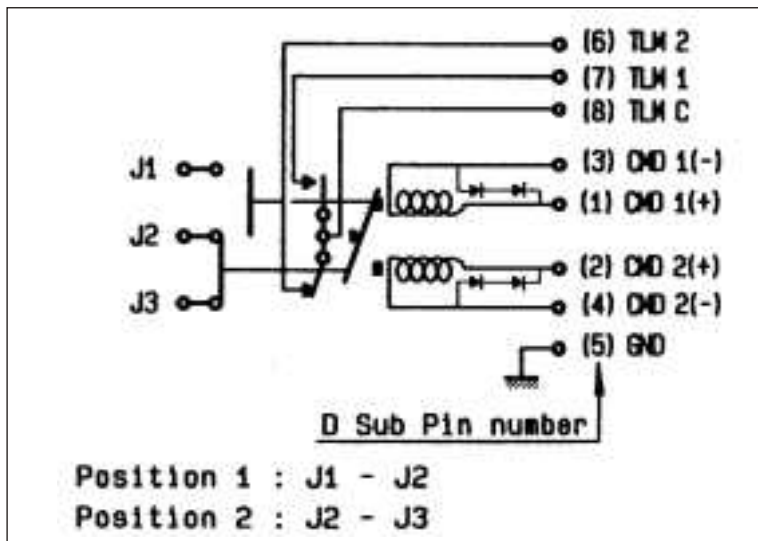 (6) TLM 2
(7) TLM 1
(8) TLM C
J1
(3) CMD 1(-)
(1) CMD 1(+)
J2
(2) CMD 2(+)
J3
(4) CMD 2(-)
(5) GND
D Sub Pin number
Position 1 : J1 - J2
Position 2 : J2 - J3